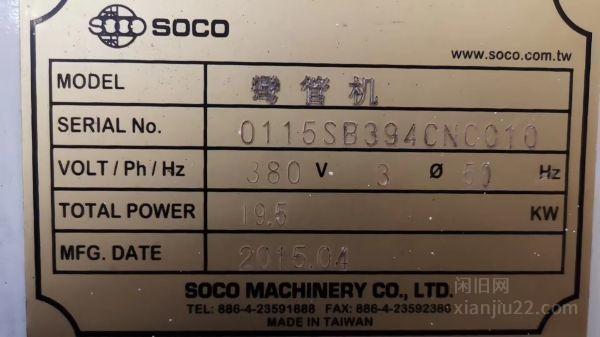 SOCO SOCO
www.soco.com.tw
MODEL 弯管机
SERIAL No. 0115SB394CNC010
VOLT / Ph / Hz 380 V 3 Ø 50 Hz
TOTAL POWER 19.5 KW
MFG. DATE 2015.04
SOCO MACHINERY CO., LTD.
TEL: 886-4-23591888 FAX: 886-4-23592386
MADE IN TAIWAN
闲旧网
xianjiu22.com